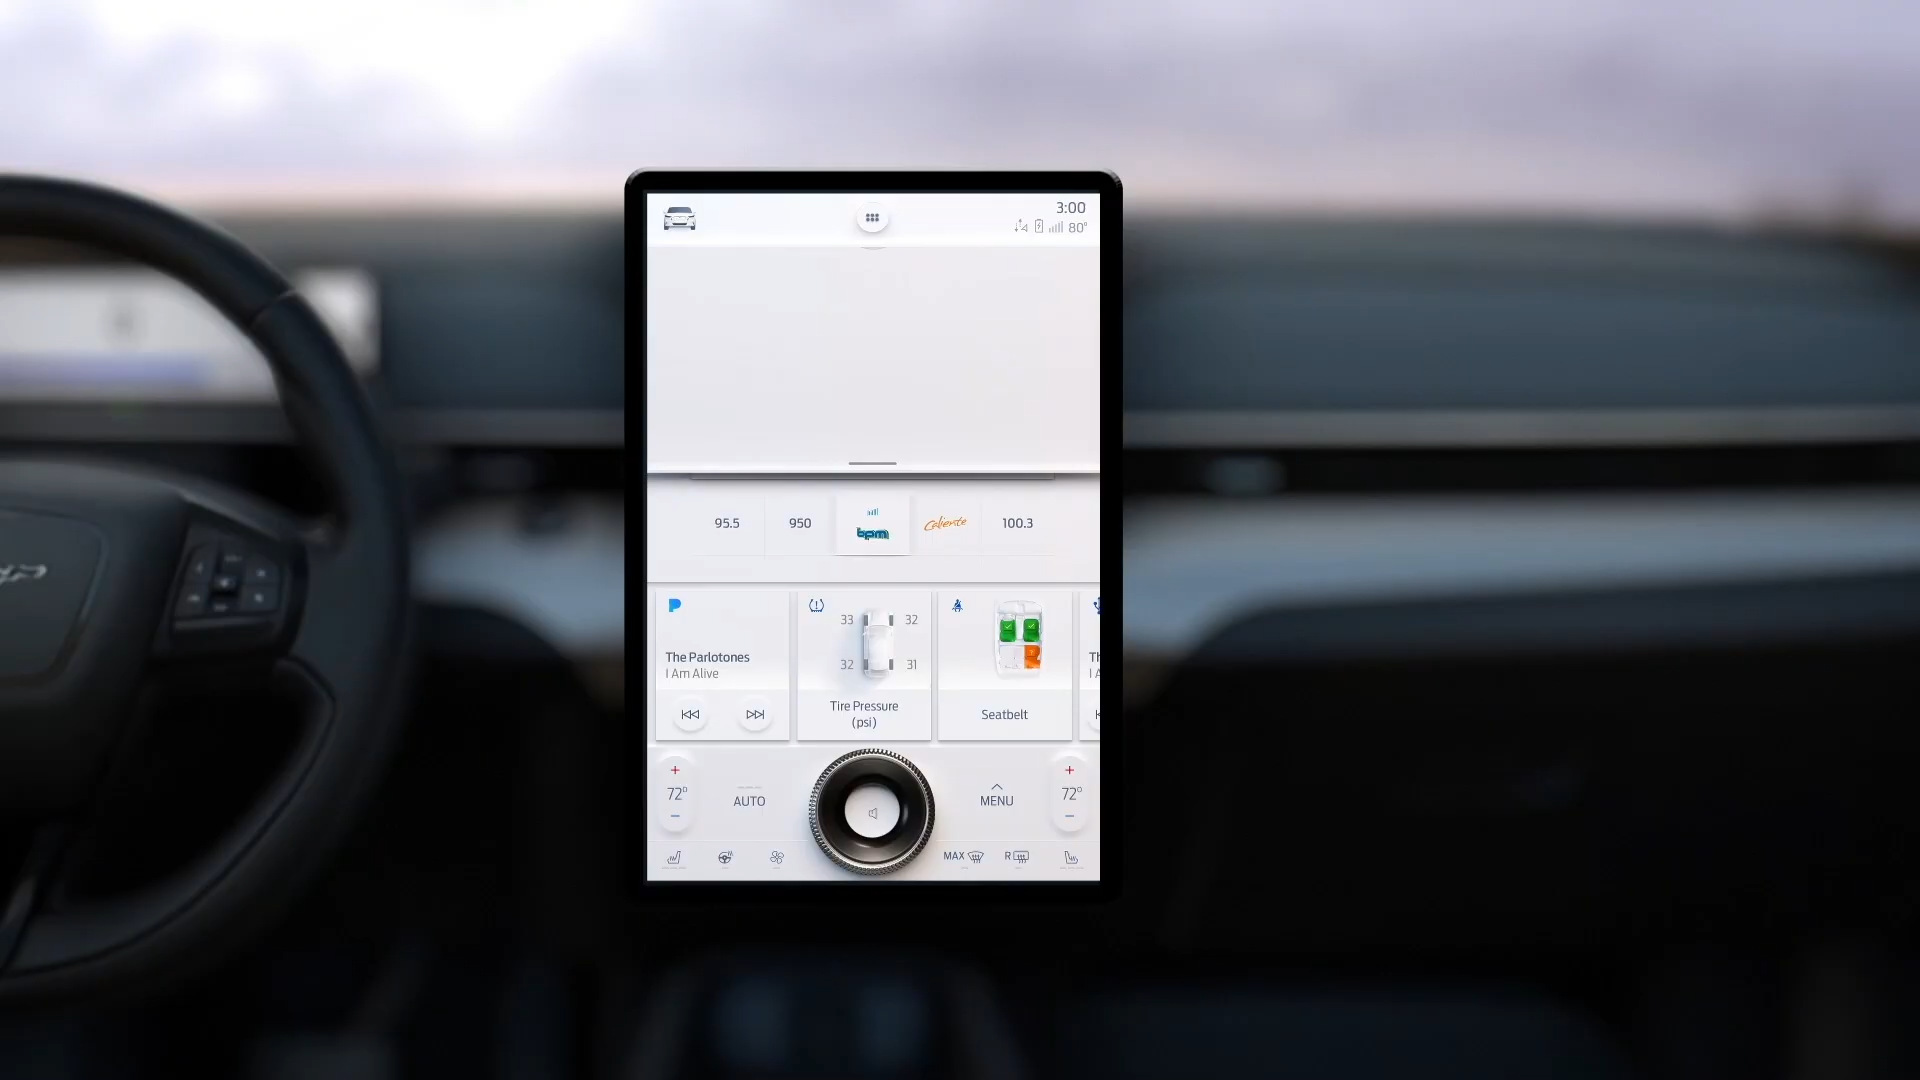 3:00
80°
95.5
950
bpm
Caliente
100.3
The Parlotones
I Am Alive
33
32
32
31
Tire Pressure
(psi)
Seatbelt
Th
I A
+
72°
−
AUTO
MENU
+
72°
−
MAX
R